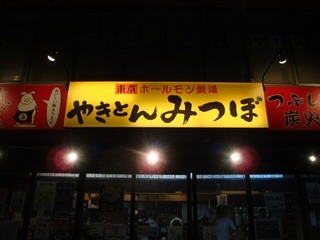 東京ホールモン劇場
やきとんみつぼ
つぶし
炭火